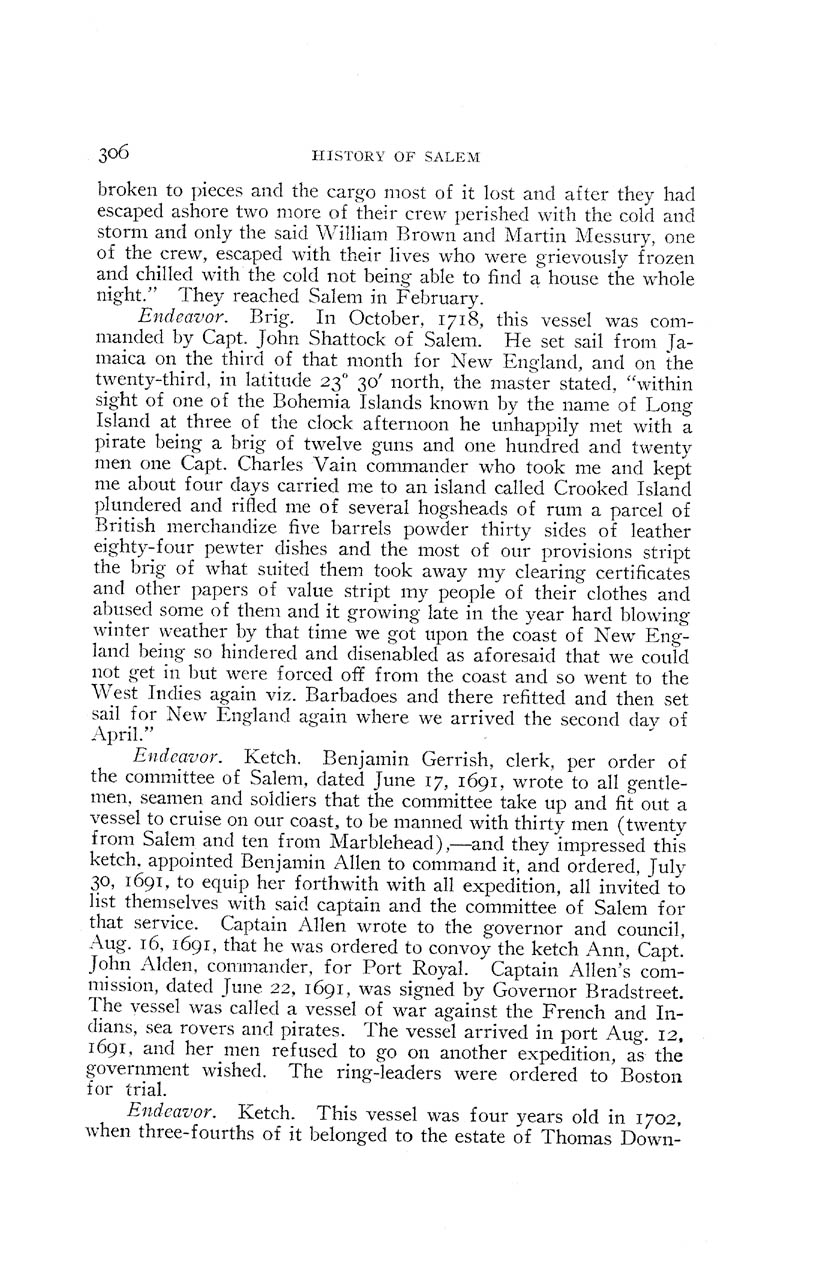 306 HISTORY OF SALEM
broken to pieces and the cargo most of it lost and after they had
escaped ashore two more of their crew perished with the cold and
storm and only the said William Brown and Martin Messury, one
of the crew, escaped with their lives who were grievously frozen
and chilled with the cold not being able to find a house the whole
night.” They reached Salem in February.
Endeavor. Brig. In October, 1718, this vessel was com-
manded by Capt. John Shattock of Salem. He set sail from Ja-
maica on the third of that month for New England, and on the
twenty-third, in latitude 23° 30′ north, the master stated, “within
sight of one of the Bohemia Islands known by the name of Long
Island at three of the clock afternoon he unhappily met with a
pirate being a brig of twelve guns and one hundred and twenty
men one Capt. Charles Vain commander who took me and kept
me about four days carried me to an island called Crooked Island
plundered and rifled me of several hogsheads of rum a parcel of
British merchandize five barrels powder thirty sides of leather
eighty-four pewter dishes and the most of our provisions stript
the brig of what suited them took away my clearing certificates
and other papers of value stript my people of their clothes and
abused some of them and it growing late in the year hard blowing
winter weather by that time we got upon the coast of New Eng-
land being so hindered and disenabled as aforesaid that we could
not get in but were forced off from the coast and so went to the
West Indies again viz. Barbadoes and there refitted and then set
sail for New England again where we arrived the second day of
April.”
Endeavor. Ketch. Benjamin Gerrish, clerk, per order of
the committee of Salem, dated June 17, 1691, wrote to all gentle-
men, seamen and soldiers that the committee take up and fit out a
vessel to cruise on our coast, to be manned with thirty men (twenty
from Salem and ten from Marblehead),—and they impressed this
ketch, appointed Benjamin Allen to command it, and ordered, July
30, 1691, to equip her forthwith with all expedition, all invited to
list themselves with said captain and the committee of Salem for
that service. Captain Allen wrote to the governor and council,
Aug. 16, 1691, that he was ordered to convoy the ketch Ann, Capt.
John Alden, commander, for Port Royal. Captain Allen’s com-
mission, dated June 22, 1691, was signed by Governor Bradstreet.
The vessel was called a vessel of war against the French and In-
dians, sea rovers and pirates. The vessel arrived in port Aug. 12,
1691, and her men refused to go on another expedition, as the
government wished. The ring-leaders were ordered to Boston
for trial.
Endeavor. Ketch. This vessel was four years old in 1702,
when three-fourths of it belonged to the estate of Thomas Down-